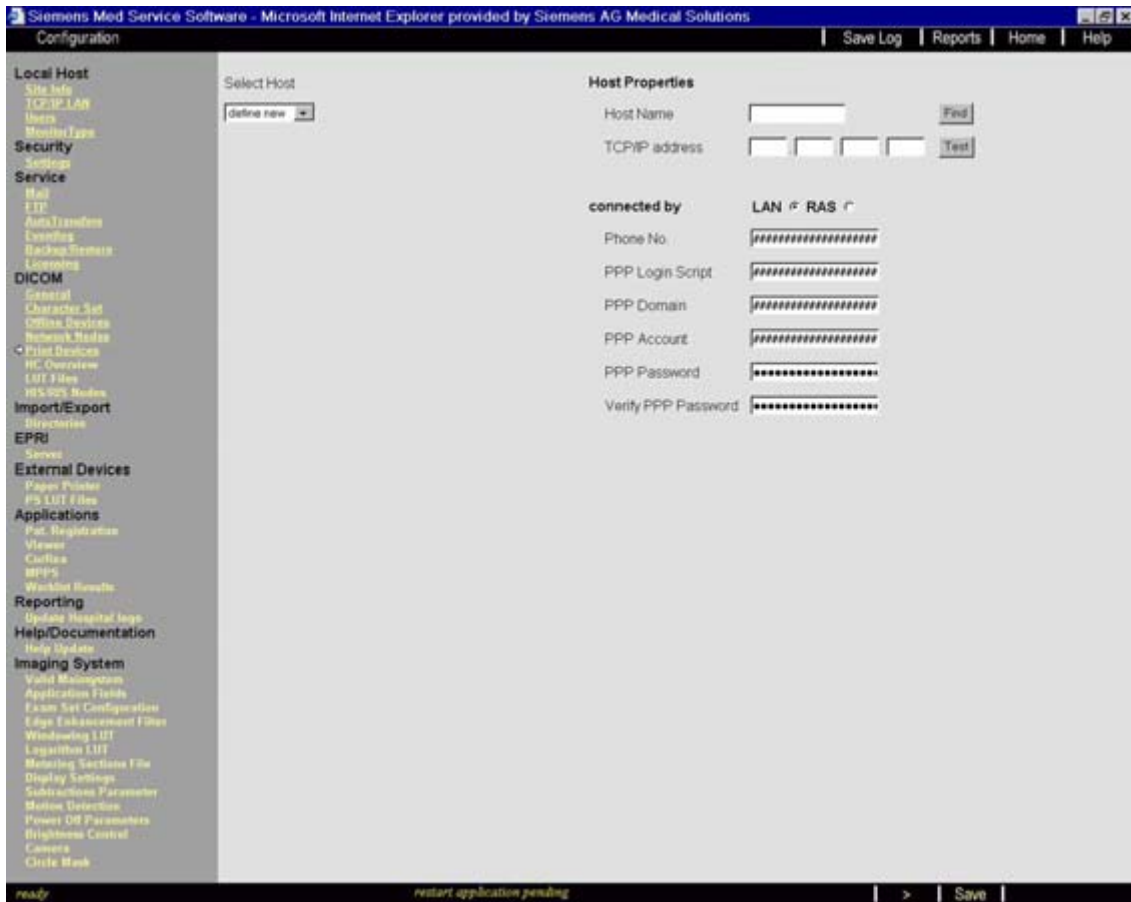 Siemens Med Service Software - Microsoft Internet Explorer provided by Siemens AG Medical Solutions
Configuration
Save Log
Reports
Home
Help
Local Host
Site Info
TCP/IP LAN
Users
MonitorType
Security
Settings
Service
Mail
FTP
AutoTransfers
Eventlog
Backup/Restore
Licensing
DICOM
General
Character Set
Offline Devices
Network Nodes
Print Devices
HC Overview
LUT Files
HIS/RIS Nodes
Import/Export
Directories
EPRI
Server
External Devices
Paper Printer
PS LUT Files
Applications
Pat. Registration
Viewer
CarRea
MPPS
Worklist Results
Reporting
Update Hospital logo
Help/Documentation
Help Update
Imaging System
Valid Mainsystem
Application Fields
Exam Set Configuration
Edge Enhancement Filter
Windowing LUT
Logarithm LUT
Metering Sections File
Display Settings
Subtractions Parameter
Motion Detection
Power Off Parameters
Brightness Control
Camera
Circle Mask
Select Host
define new
Host Properties
Host Name
Find
TCP/IP address
Test
connected by
LAN RAS
Phone No.
###################
PPP Login Script
###################
PPP Domain
###################
PPP Account
###################
PPP Password
Verify PPP Password
ready
restart application pending
>
Save